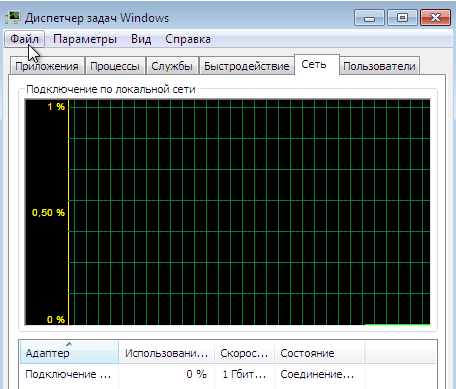 Диспетчер задач Windows
Файл Параметры Вид Справка
Приложения Процессы Службы Быстродействие Сеть Пользователи
Подключение по локальной сети
1 %
0,50 %
0 %
Адаптер Использовани... Скорос... Состояние
Подключение ... 0 % 1 Гбит... Соединение...